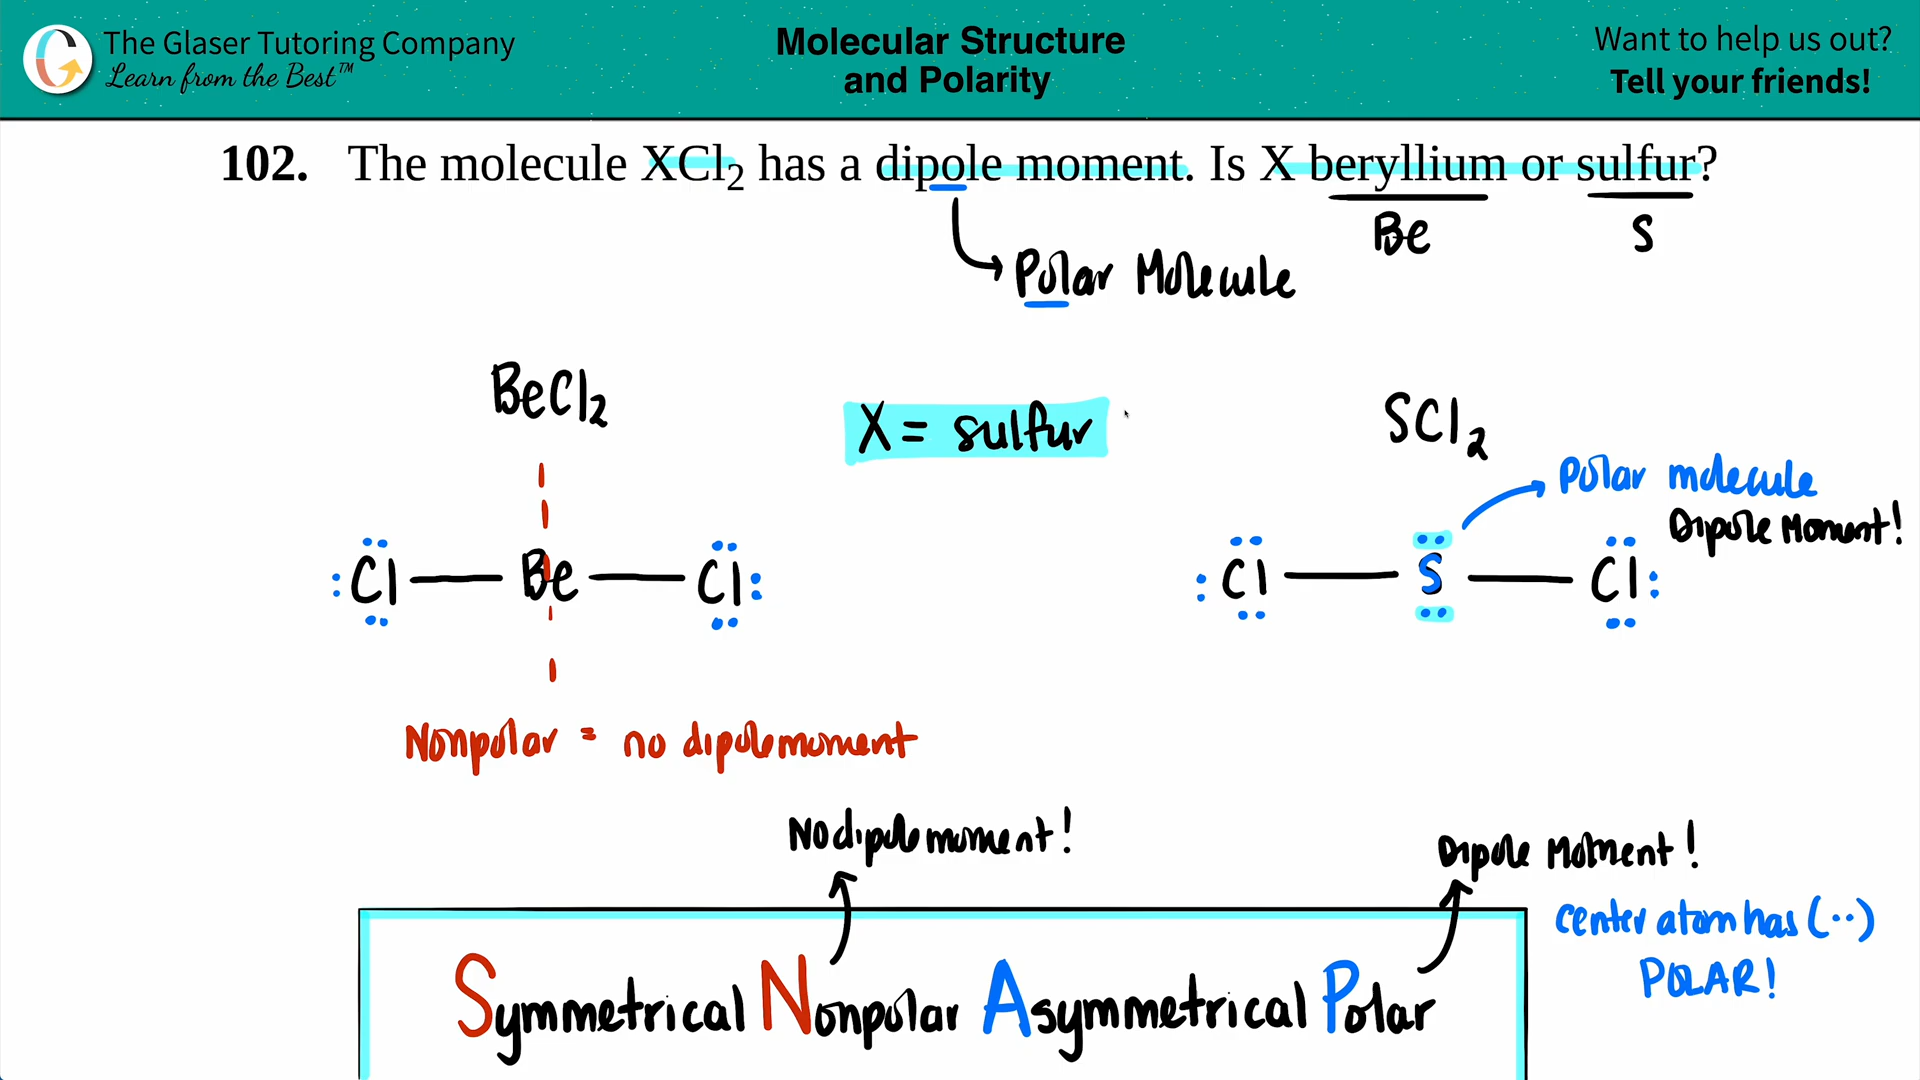 The Glaser Tutoring Company
Learn from the Best™
Molecular Structure
and Polarity
Want to help us out?
Tell your friends!
102. The molecule XCl₂ has a dipole moment. Is X beryllium or sulfur?
Be
S
Polar Molecule
BeCl₂
X = sulfur
SCl₂
Polar molecule
Dipole Moment!
:Cl — Be — Cl:
:Cl — S — Cl:
Nonpolar = no dipole moment
No dipole moment!
Dipole Moment!
center atom has (··)
POLAR!
Symmetrical Nonpolar Asymmetrical Polar